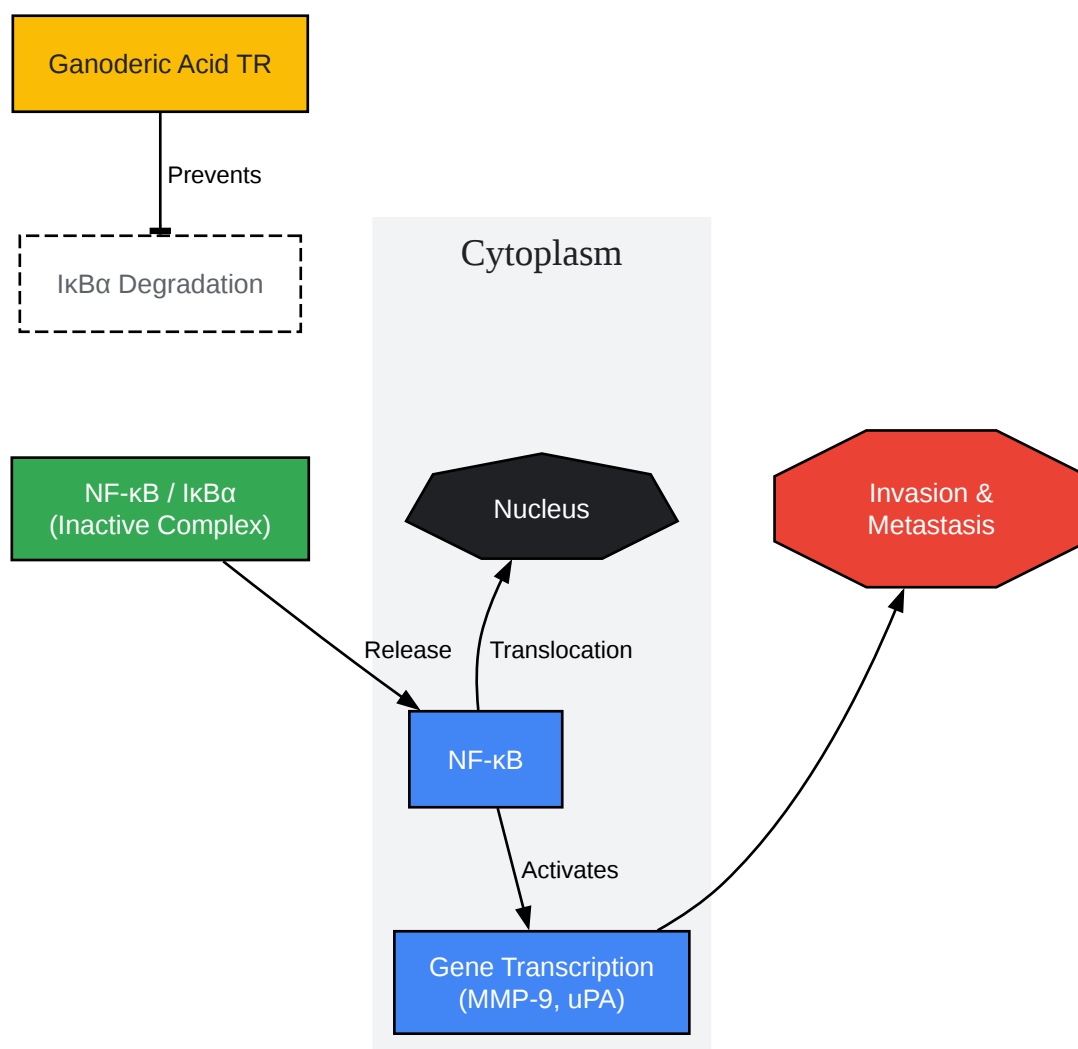 Ganoderic Acid TR
Prevents
IκBα Degradation
Cytoplasm
NF-κB / IκBα
(Inactive Complex)
Nucleus
Invasion &
Metastasis
Release
Translocation
NF-κB
Activates
Gene Transcription
(MMP-9, uPA)